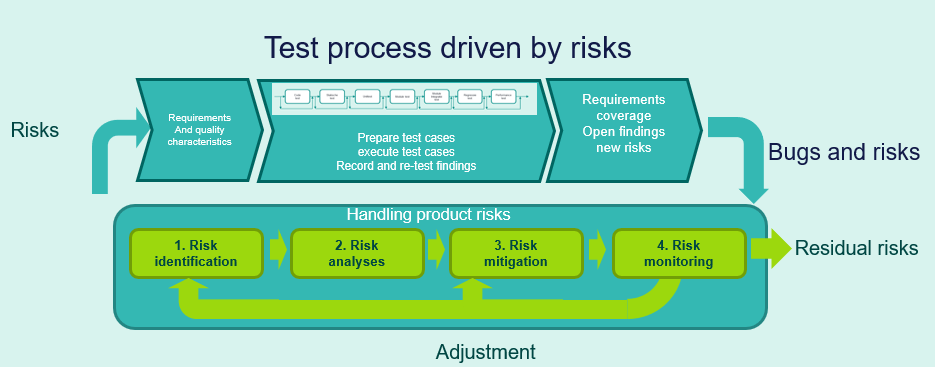 Test process driven by risks
Risks
Requirements
And quality
characteristics
Prepare test cases
execute test cases
Record and re-test findings
Requirements
coverage
Open findings
new risks
Bugs and risks
Handling product risks
1. Risk
identification
2. Risk
analyses
3. Risk
mitigation
4. Risk
monitoring
Residual risks
Adjustment